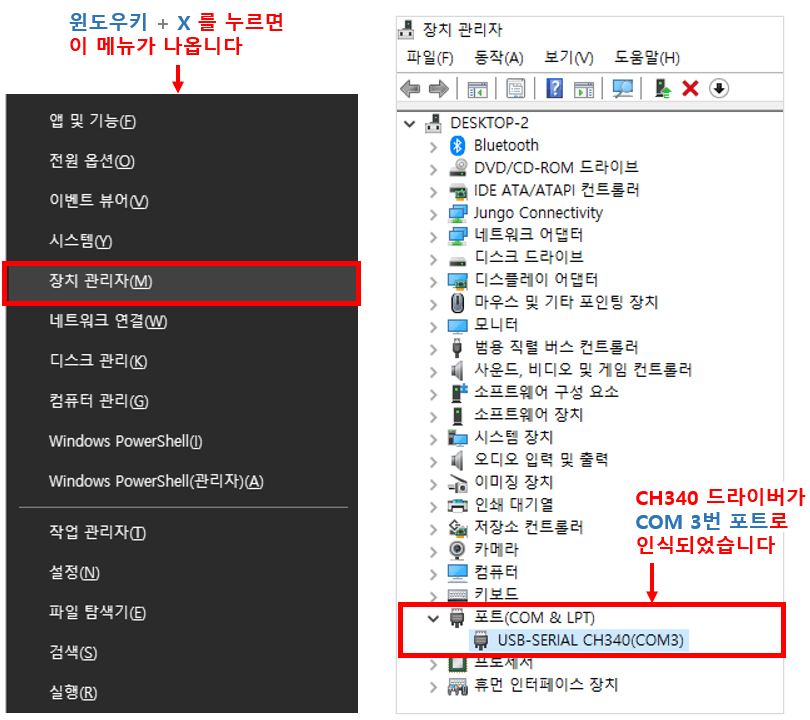 윈도우키 + X 를 누르면
이 메뉴가 나옵니다
앱 및 기능(F)
전원 옵션(O)
이벤트 뷰어(V)
시스템(Y)
장치 관리자(M)
네트워크 연결(W)
디스크 관리(K)
컴퓨터 관리(G)
Windows PowerShell(I)
Windows PowerShell(관리자)(A)
작업 관리자(T)
설정(N)
파일 탐색기(E)
검색(S)
실행(R)
장치 관리자
파일(F) 동작(A) 보기(V) 도움말(H)
DESKTOP-2
Bluetooth
DVD/CD-ROM 드라이브
IDE ATA/ATAPI 컨트롤러
Jungo Connectivity
네트워크 어댑터
디스크 드라이브
디스플레이 어댑터
마우스 및 기타 포인팅 장치
모니터
범용 직렬 버스 컨트롤러
사운드, 비디오 및 게임 컨트롤러
소프트웨어 구성 요소
소프트웨어 장치
시스템 장치
오디오 입력 및 출력
이미징 장치
인쇄 대기열
저장소 컨트롤러
카메라
컴퓨터
키보드
포트(COM & LPT)
USB-SERIAL CH340(COM3)
프로세서
휴먼 인터페이스 장치
CH340 드라이버가
COM 3번 포트로
인식되었습니다